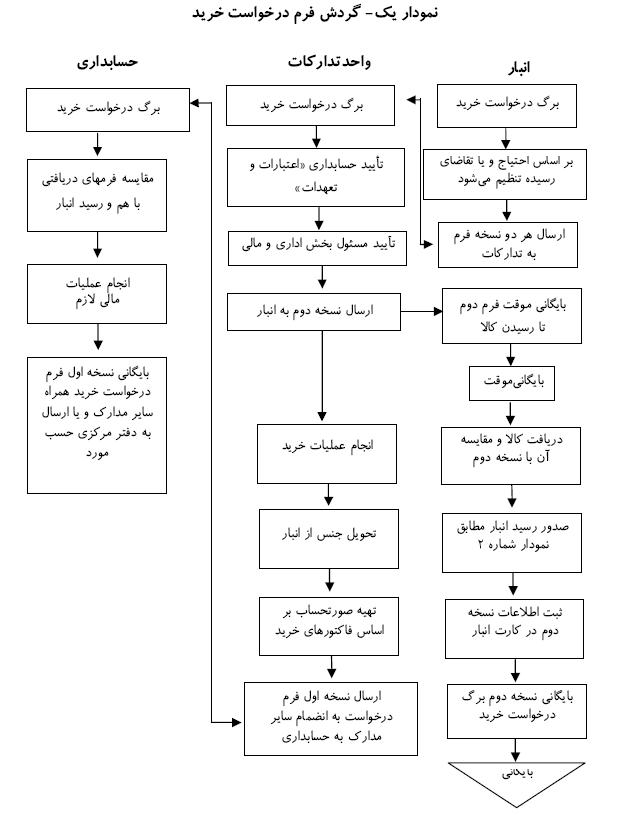 نمودار یک- گردش فرم درخواست خرید
انبار
برگ درخواست خرید
بر اساس احتیاج و یا تقاضای
رسیده تنظیم می‌شود
ارسال هر دو نسخه فرم
به تدارکات
بایگانی موقت فرم دوم
تا رسیدن کالا
بایگانی‌موقت
دریافت کالا و مقایسه
آن با نسخه دوم
صدور رسید انبار مطابق
نمودار شماره ۲
ثبت اطلاعات نسخه
دوم در کارت انبار
بایگانی نسخه دوم برگ
درخواست خرید
بایگانی
واحدتدارکات
برگ درخواست خرید
تأیید حسابداری «اعتبارات و
تعهدات»
تأیید مسئول بخش اداری و مالی
ارسال نسخه دوم به انبار
انجام عملیات خرید
تحویل جنس از انبار
تهیه صورتحساب بر
اساس فاکتورهای خرید
ارسال نسخه اول فرم
درخواست به انضمام سایر
مدارک به حسابداری
حسابداری
برگ درخواست خرید
مقایسه فرمهای دریافتی
با هم و رسید انبار
انجام عملیات
مالی لازم
بایگانی نسخه اول فرم
درخواست خرید همراه
سایر مدارک و یا ارسال
به دفتر مرکزی حسب
مورد